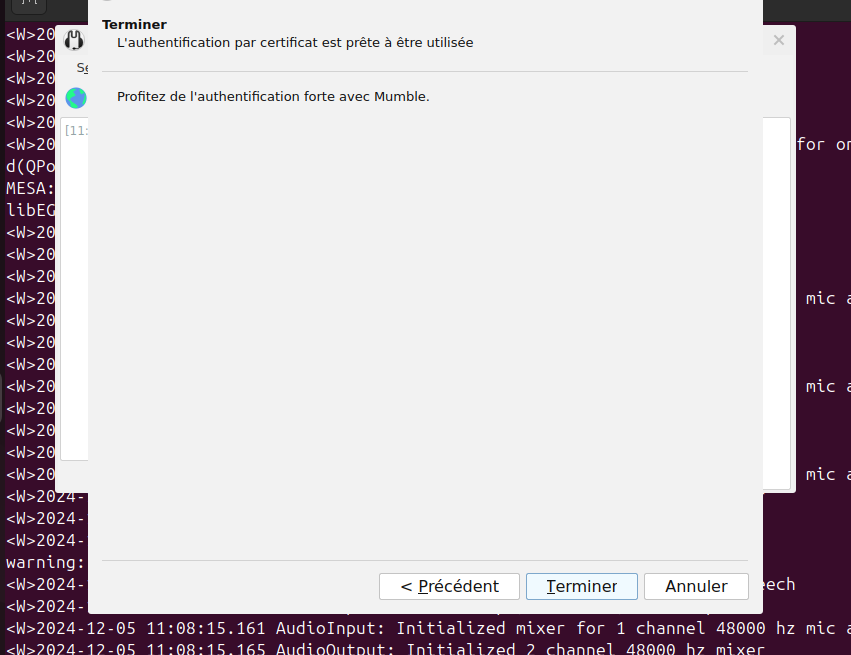 Terminer
L'authentification par certificat est prête à être utilisée
Profitez de l'authentification forte avec Mumble.
< Précédent
Terminer
Annuler
[11:
<W>20
<W>20
<W>20
<W>20
<W>20
<W>20 for
d(QPo
MESA:
libEG
<W>20
<W>20
<W>20
<W>20 mic a
<W>20
<W>20
<W>20
<W>20 mic a
<W>20
<W>20
<W>20
<W>20 mic a
<W>2024-
<W>2024-
<W>2024-
warning:
<W>2024- eech
<W>2024-
<W>2024-12-05 11:08:15.161 AudioInput: Initialized mixer for 1 channel 48000 hz mic a
<W>2024-12-05 11:08:15.165 AudioOutput: Initialized 2 channel 48000 hz mixer